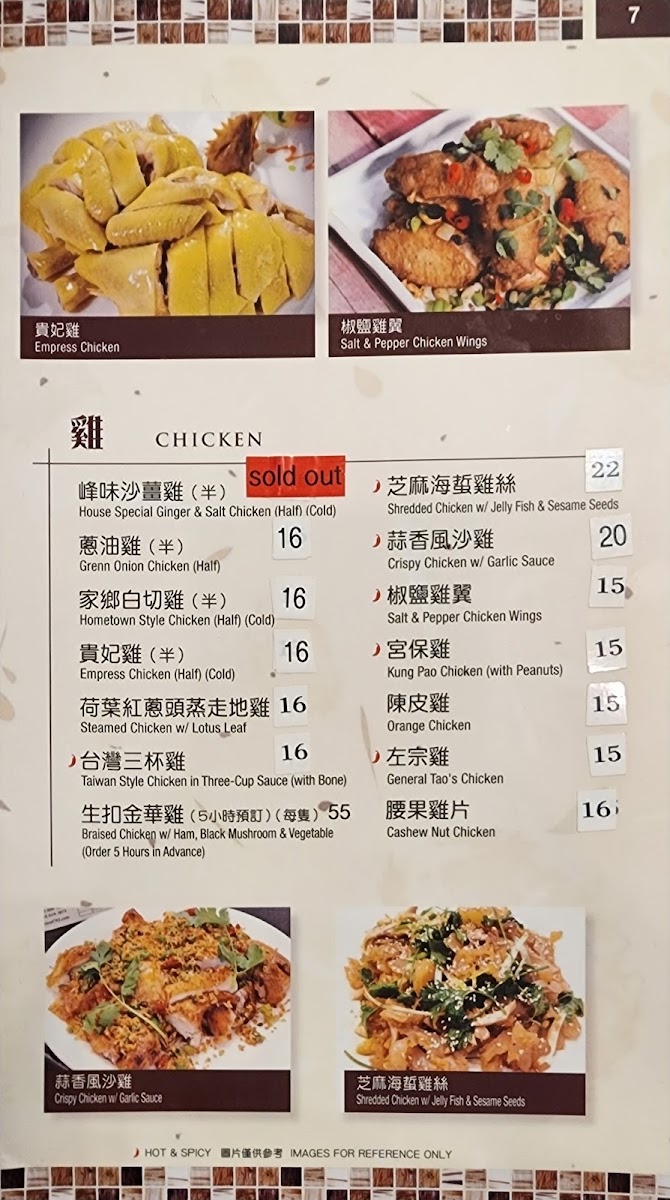 7
貴妃雞
Empress Chicken
椒鹽雞翼
Salt & Pepper Chicken Wings
雞 CHICKEN
峰味沙薑雞（半） sold out
House Special Ginger & Salt Chicken (Half) (Cold)
蔥油雞（半） 16
Grenn Onion Chicken (Half)
家鄉白切雞（半） 16
Hometown Style Chicken (Half) (Cold)
貴妃雞（半） 16
Empress Chicken (Half) (Cold)
荷葉紅蔥頭蒸走地雞 16
Steamed Chicken w/ Lotus Leaf
台灣三杯雞 16
Taiwan Style Chicken in Three-Cup Sauce (with Bone)
生扣金華雞（5小時預訂）（每隻） 55
Braised Chicken w/ Ham, Black Mushroom & Vegetable
(Order 5 Hours in Advance)
芝麻海蜇雞絲 22
Shredded Chicken w/ Jelly Fish & Sesame Seeds
蒜香風沙雞 20
Crispy Chicken w/ Garlic Sauce
椒鹽雞翼 15
Salt & Pepper Chicken Wings
宮保雞 15
Kung Pao Chicken (with Peanuts)
陳皮雞 15
Orange Chicken
左宗雞 15
General Tao's Chicken
腰果雞片 16
Cashew Nut Chicken
蒜香風沙雞
Crispy Chicken w/ Garlic Sauce
芝麻海蜇雞絲
Shredded Chicken w/ Jelly Fish & Sesame Seeds
HOT & SPICY 圖片僅供參考 IMAGES FOR REFERENCE ONLY